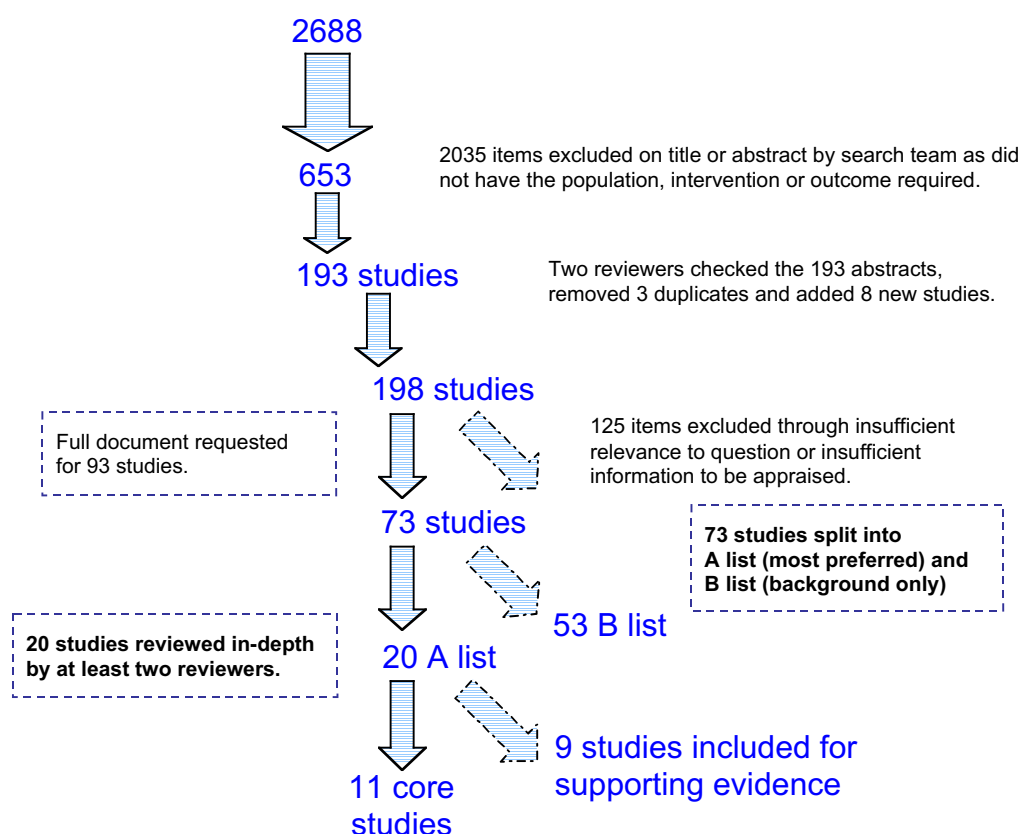 2688
2035 items excluded on title or abstract by search team as did
not have the population, intervention or outcome required.
653
193 studies
Two reviewers checked the 193 abstracts,
removed 3 duplicates and added 8 new studies.
198 studies
Full document requested
for 93 studies.
125 items excluded through insufficient
relevance to question or insufficient
information to be appraised.
73 studies
73 studies split into
A list (most preferred) and
B list (background only)
53 B list
20 studies reviewed in-depth
by at least two reviewers.
20 A list
9 studies included for
supporting evidence
11 core
studies